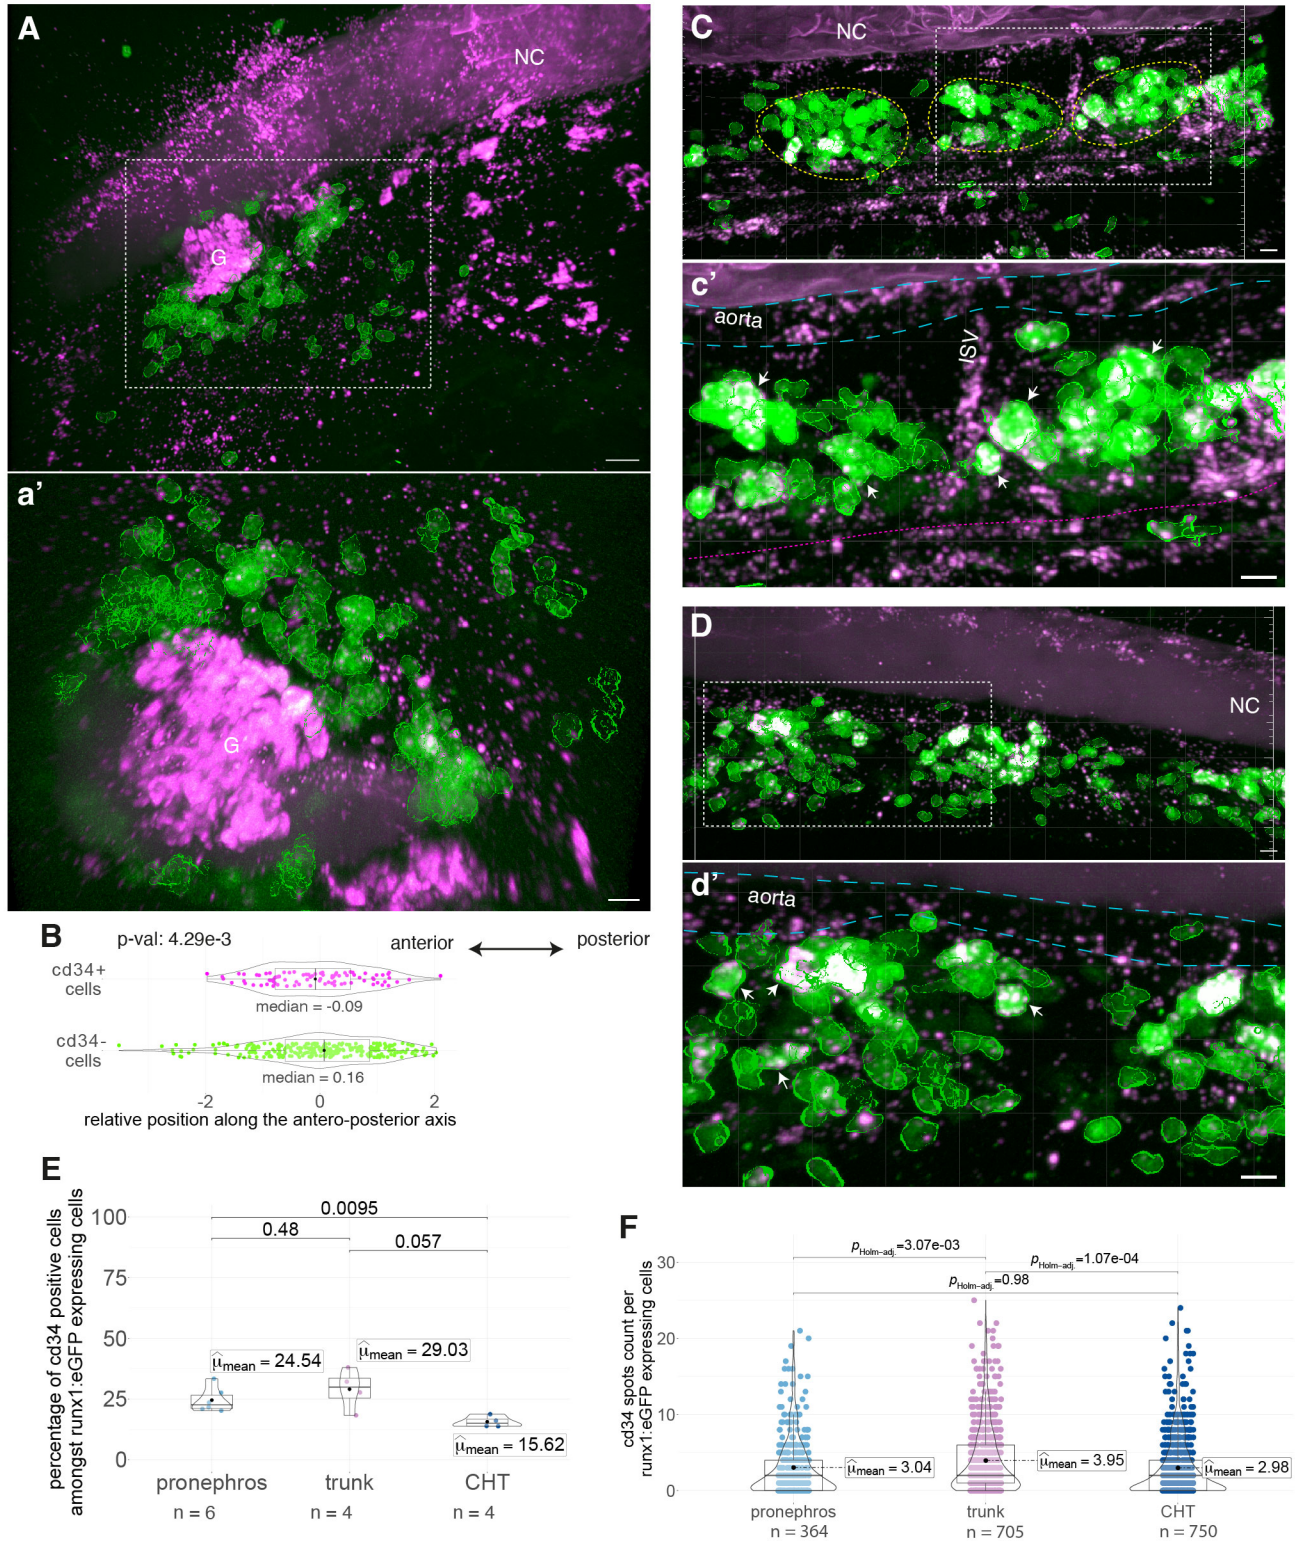 A
NC
G
a’
G
B
p-val: 4.29e-3
anterior
posterior
cd34+
cells
median = -0.09
cd34-
cells
median = 0.16
-2 0 2
relative position along the antero-posterior axis
C
NC
c’
aorta
ISV
D
NC
d’
aorta
E
percentage of cd34 positive cells
amongst runx1:eGFP expressing cells
100
75
50
25
0
0.0095
0.48
0.057
μ̂mean = 24.54
μ̂mean = 29.03
μ̂mean = 15.62
pronephros trunk CHT
n = 6 n = 4 n = 4
F
cd34 spots count per
runx1:eGFP expressing cells
30
20
10
0
pHolm-adj.=3.07e-03
pHolm-adj.=1.07e-04
pHolm-adj.=0.98
μ̂mean = 3.04
μ̂mean = 3.95
μ̂mean = 2.98
pronephros trunk CHT
n = 364 n = 705 n = 750